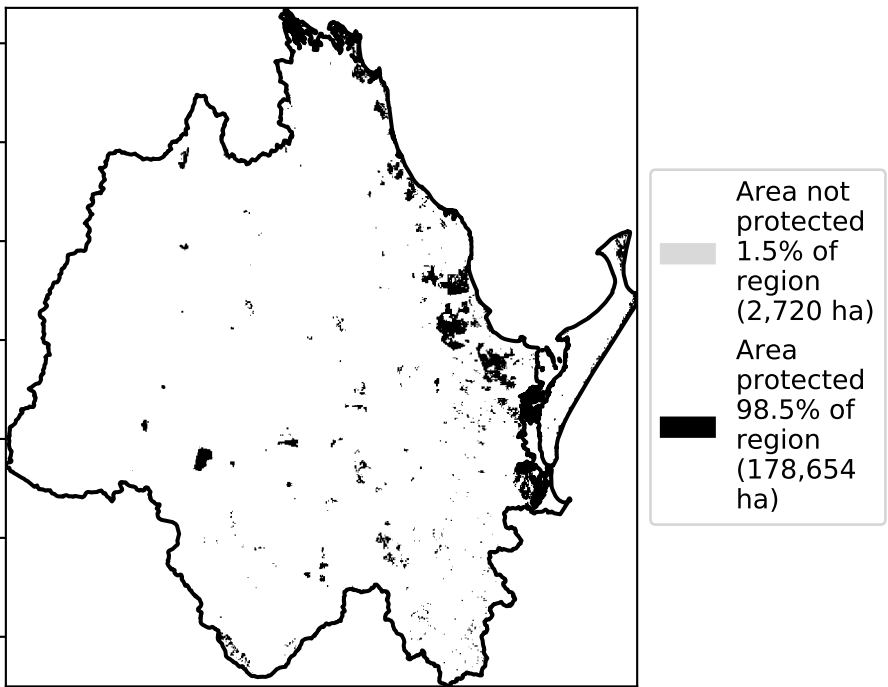 Area not
protected
1.5% of
region
(2,720 ha)
Area
protected
98.5% of
region
(178,654
ha)